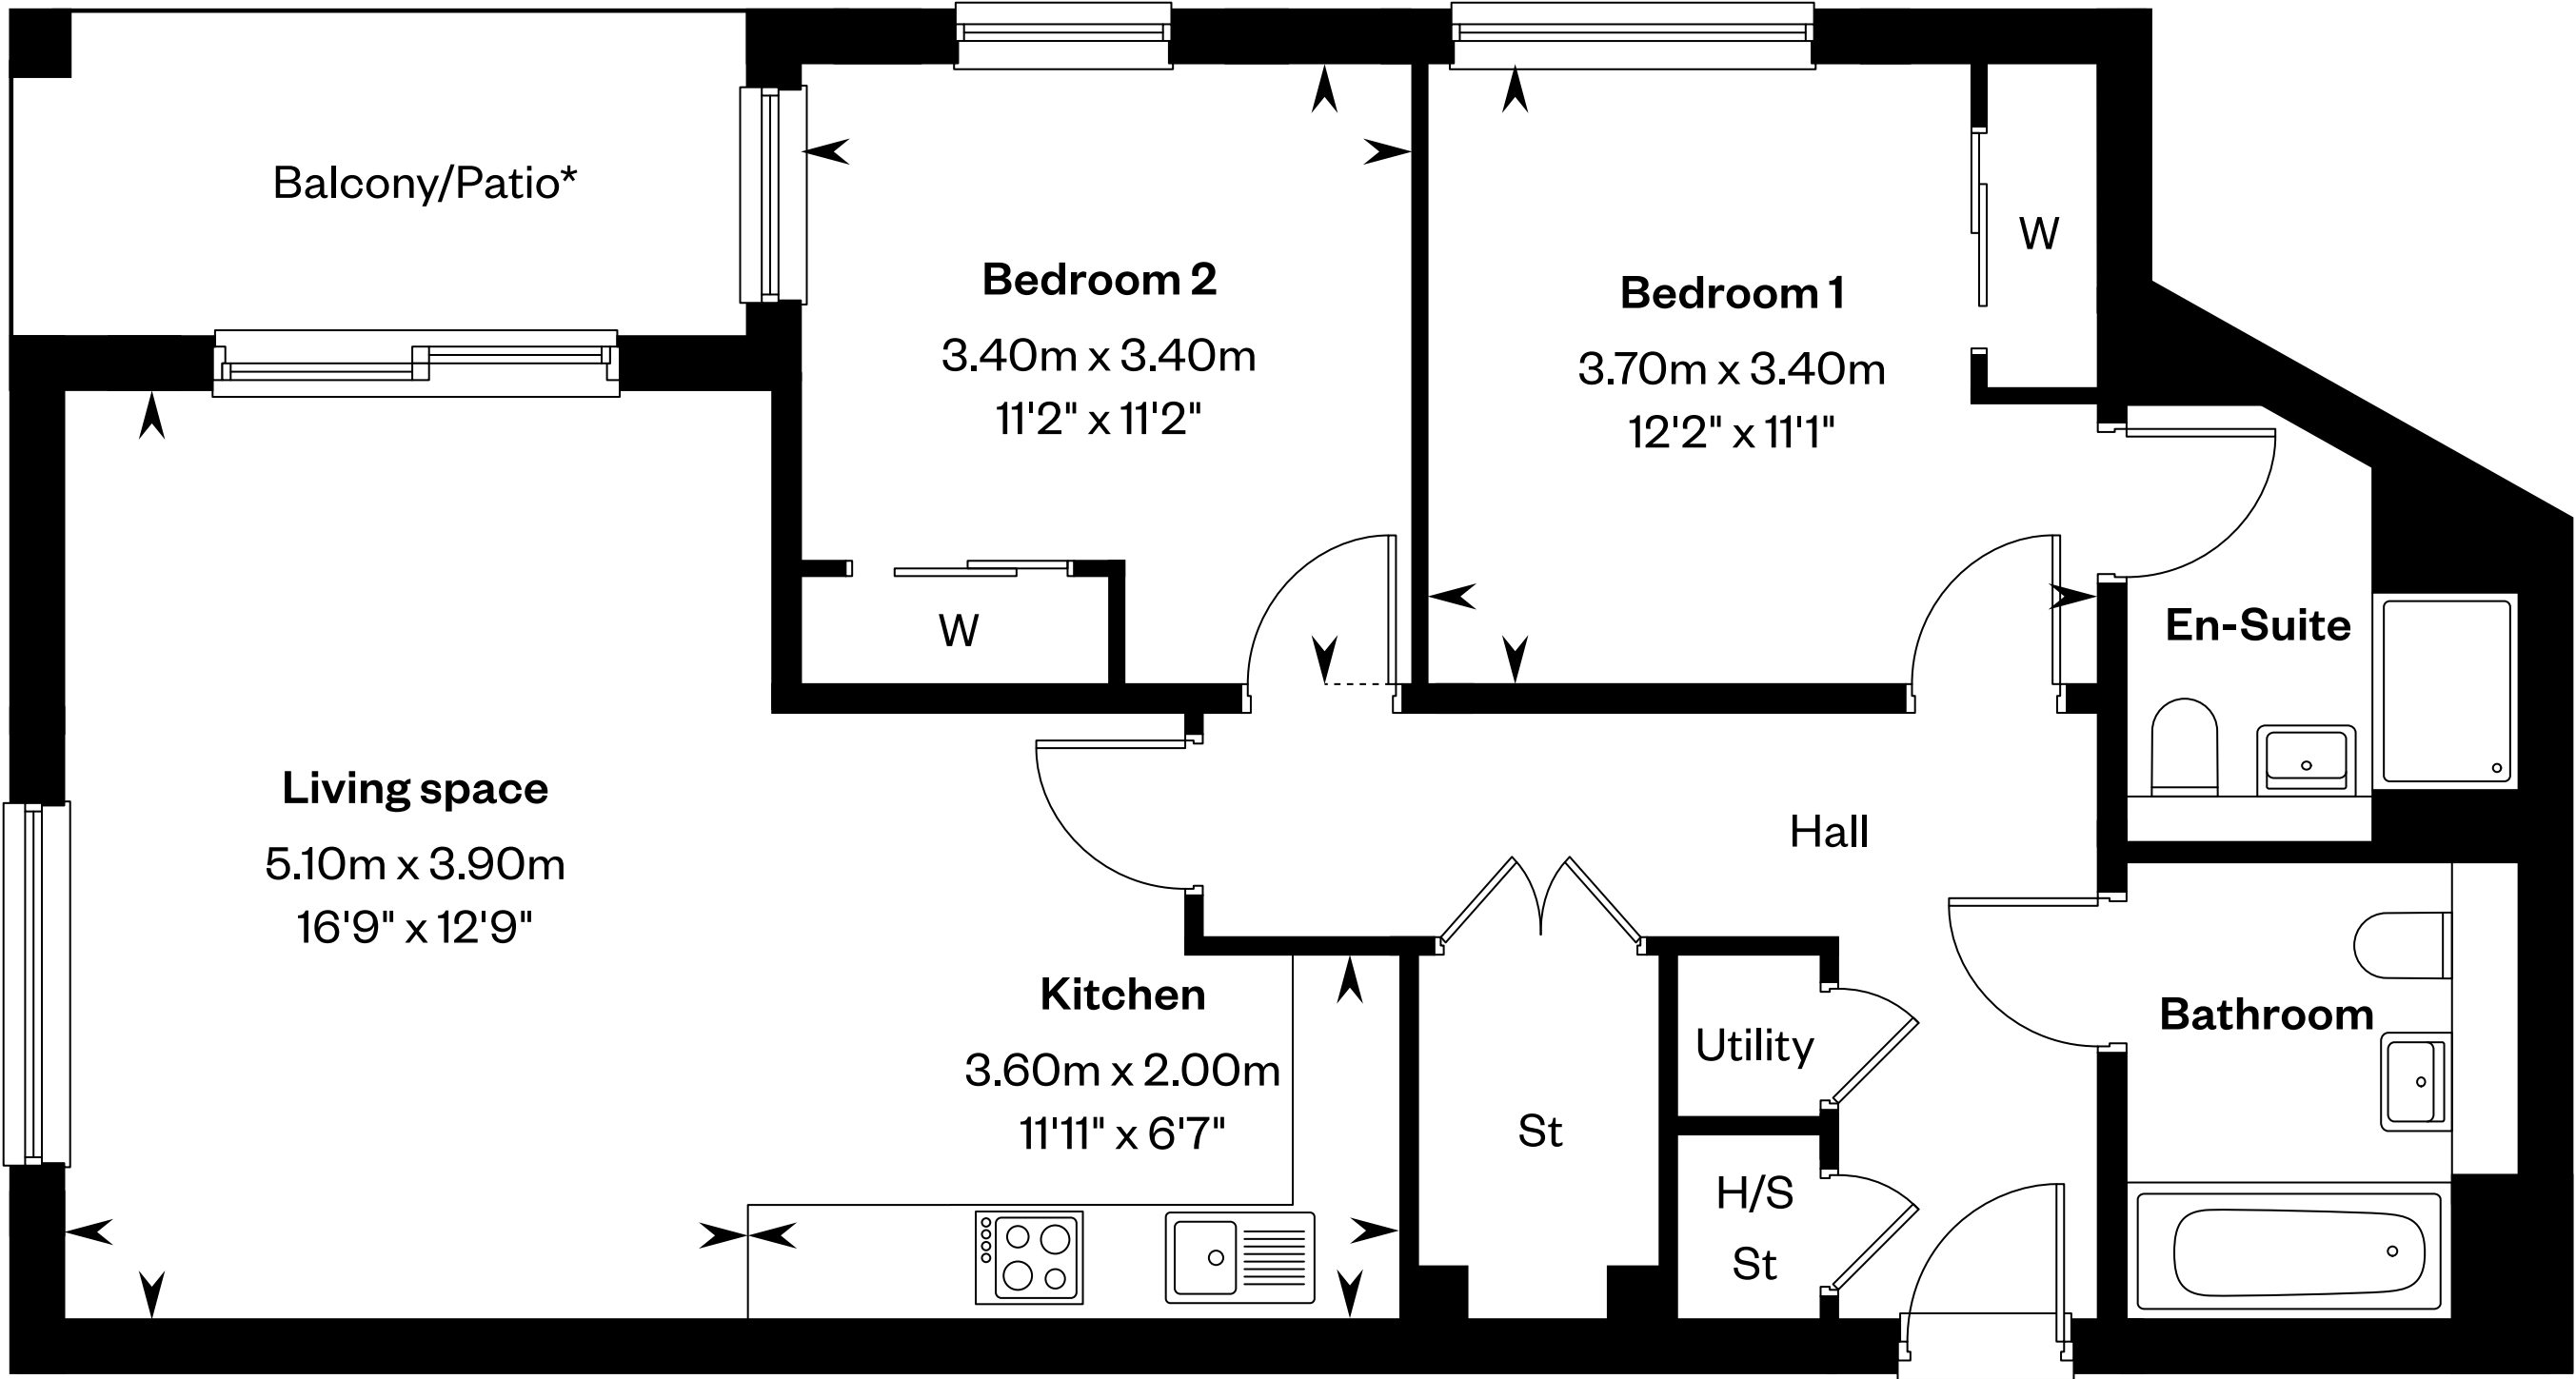 Balcony/Patio*
Bedroom 2
3.40m x 3.40m
11'2" x 11'2"
Bedroom 1
3.70m x 3.40m
12'2" x 11'1"
W
W
En-Suite
Living space
5.10m x 3.90m
16'9" x 12'9"
Hall
Kitchen
3.60m x 2.00m
11'11" x 6'7"
St
Utility
H/S
St
Bathroom